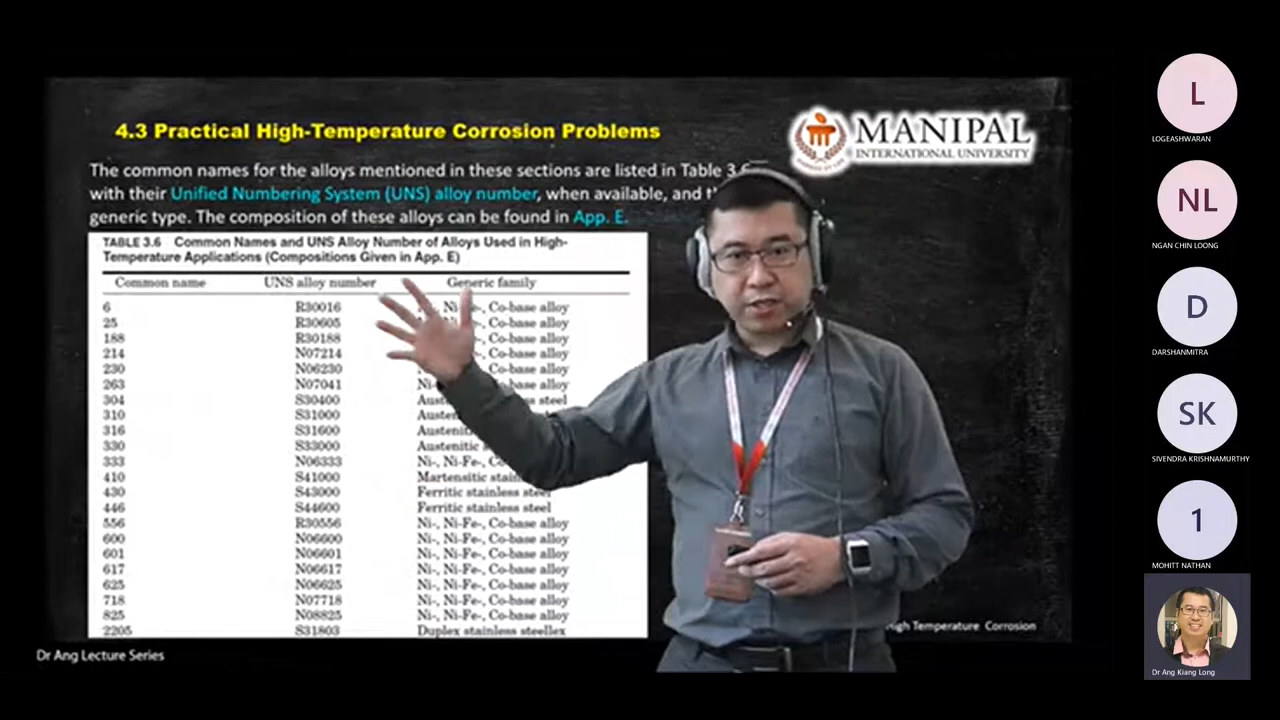 4.3 Practical High-Temperature Corrosion Problems
MANIPAL
INTERNATIONAL UNIVERSITY
The common names for the alloys mentioned in these sections are listed in Table 3.6
with their Unified Numbering System (UNS) alloy number, when available, and
generic type. The composition of these alloys can be found in App. E.
TABLE 3.6 Common Names and UNS Alloy Number of Alloys Used in High-
Temperature Applications (Compositions Given in App. E)
Common name UNS alloy number Generic family
6 R30016 Ni-Fe-, Co-base alloy
25 R30605 Co-base alloy
188 R30188 Co-base alloy
214 N07214 Co-base alloy
230 N06230 Co-base alloy
263 N07041 Co-base alloy
304 S30400 steel
310 S31000
316 S31600
330 S33000 Austenitic
333 N06333 Ni-, Ni-Fe-,
410 S41000 Martensitic
430 S43000 Ferritic stainless steel
446 S44600 Ferritic stainless steel
556 R30556 Ni-, Ni-Fe-, Co-base alloy
600 N06600 Ni-, Ni-Fe-, Co-base alloy
601 N06601 Ni-, Ni-Fe-, Co-base alloy
617 N06617 Ni-, Ni-Fe-, Co-base alloy
625 N06625 Ni-, Ni-Fe-, Co-base alloy
718 N07718 Ni-, Ni-Fe-, Co-base alloy
825 N08825 Ni-, Ni-Fe-, Co-base alloy
2205 S31803 Duplex stainless steellex
High Temperature Corrosion
Dr Ang Lecture Series
L
LOGEASHWARAN
NL
NGAN CHIN LOONG
D
DARSHANMITRA
SK
SIVENDRA KRISHNAMURTHY
1
MOHITT NATHAN
Dr Ang Kiang Long